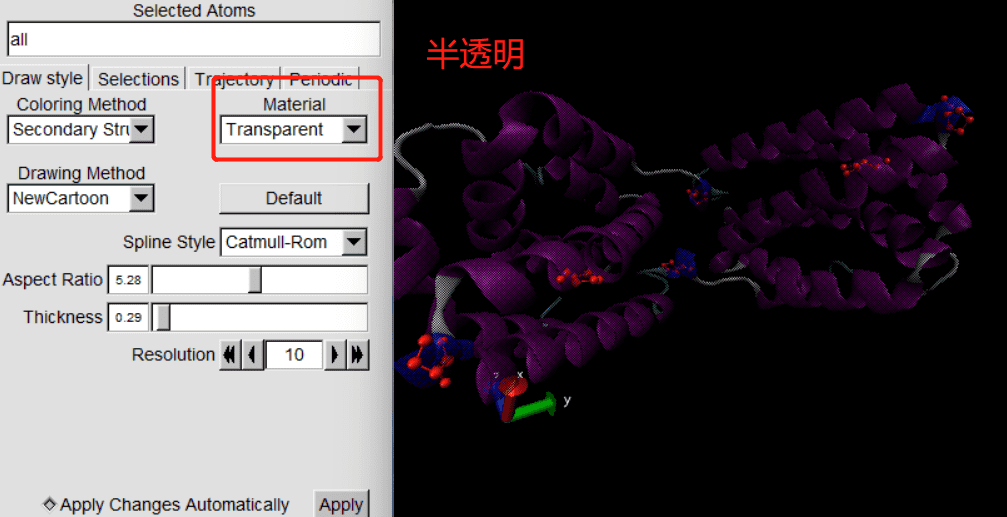 Selected Atoms
all
Draw style Selections Trajectory Periodic
Coloring Method Material
Secondary Stru Transparent
Drawing Method
NewCartoon Default
Spline Style Catmull-Rom
Aspect Ratio 5.28
Thickness 0.29
Resolution 10
Apply Changes Automatically Apply
半透明
z x
y